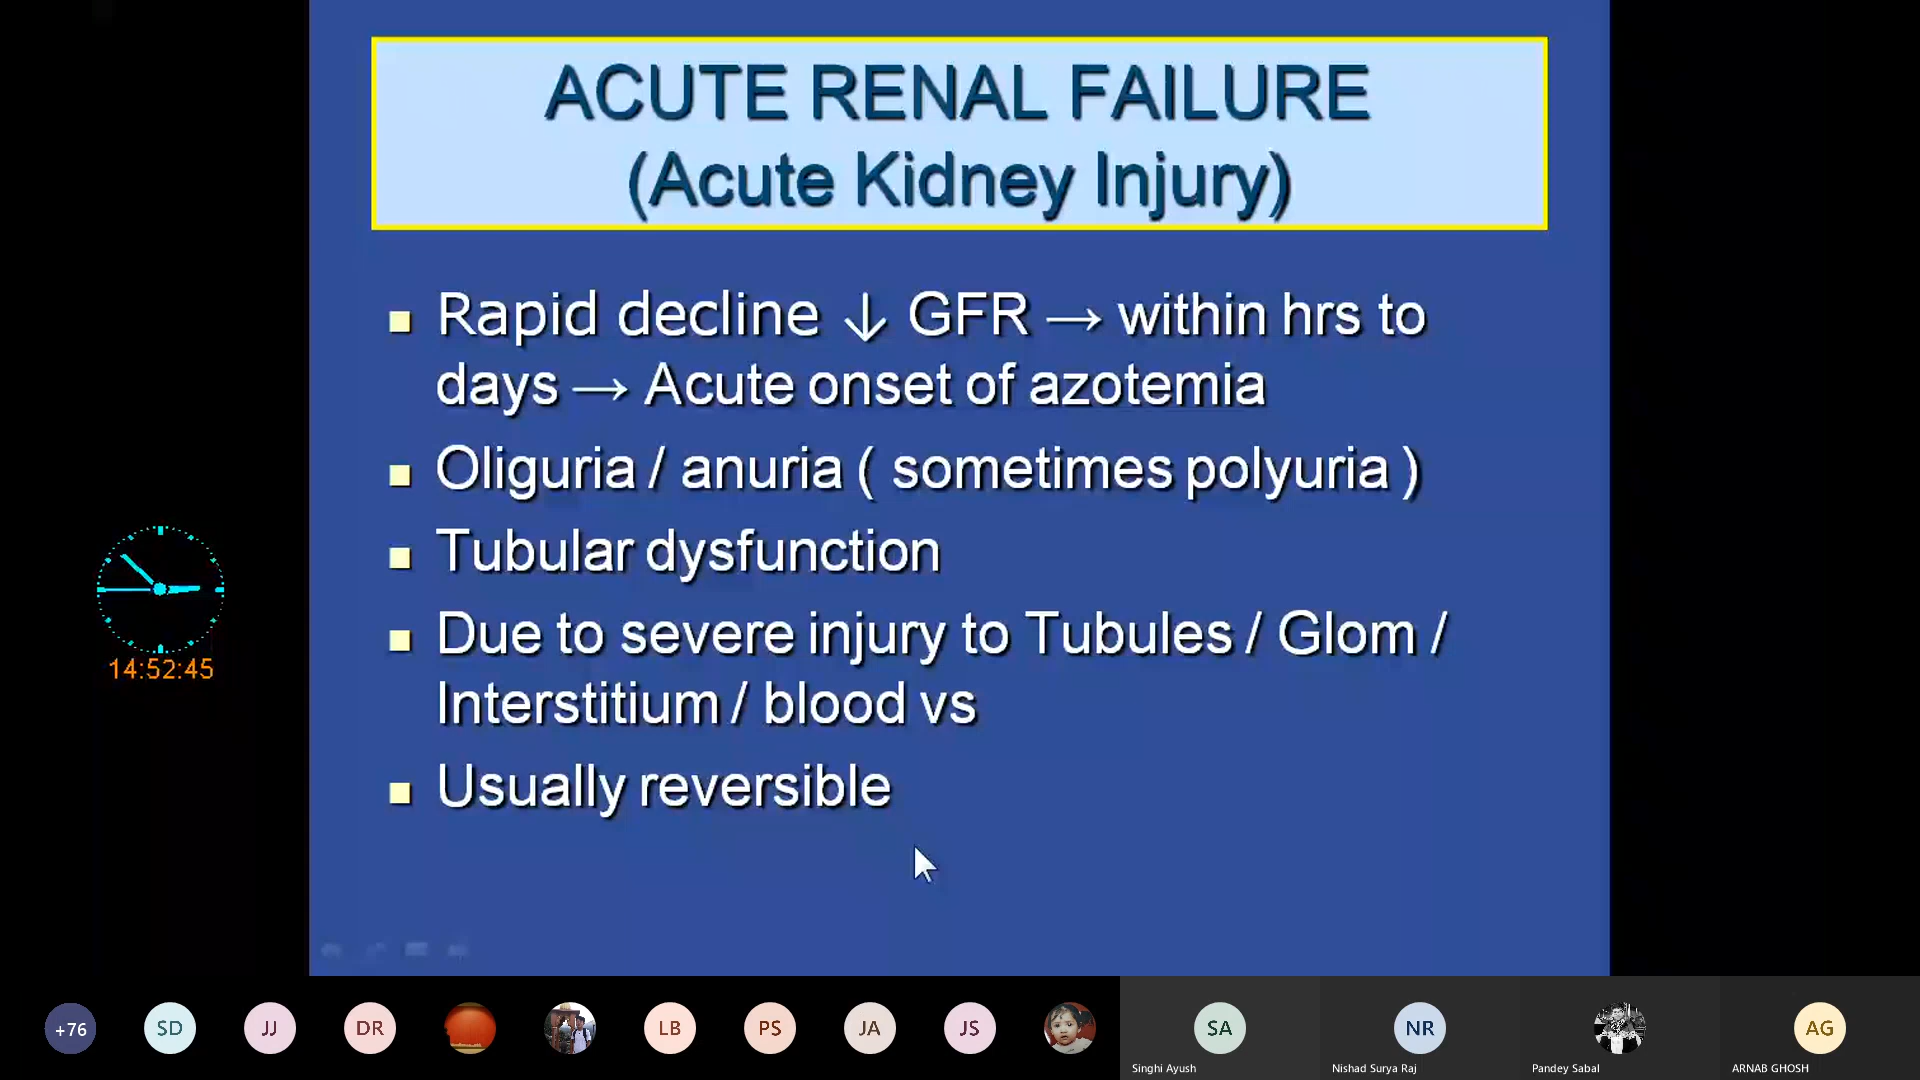 ACUTE RENAL FAILURE
(Acute Kidney Injury)
Rapid decline ↓ GFR → within hrs to
days → Acute onset of azotemia
Oliguria / anuria ( sometimes polyuria )
Tubular dysfunction
Due to severe injury to Tubules / Glom /
Interstitium / blood vs
Usually reversible
14:52:45
+76
SD
JJ
DR
LB
PS
JA
JS
SA
NR
AG
Singhi Ayush
Nishad Surya Raj
Pandey Sabal
ARNAB GHOSH